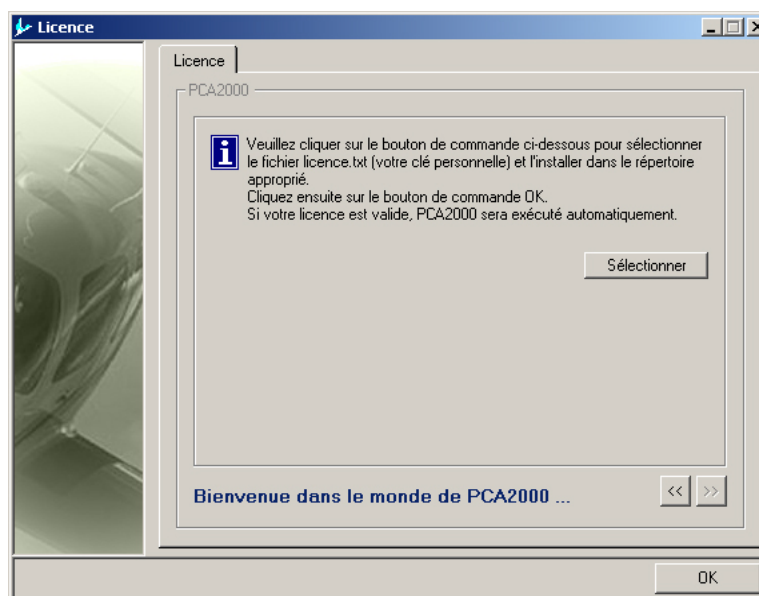 Licence
Licence
PCA2000
Veuillez cliquer sur le bouton de commande ci-dessous pour sélectionner
le fichier licence.txt (votre clé personnelle) et l'installer dans le répertoire
approprié.
Cliquez ensuite sur le bouton de commande OK.
Si votre licence est valide, PCA2000 sera exécuté automatiquement.
Sélectionner
Bienvenue dans le monde de PCA2000 ...
<< >>
OK